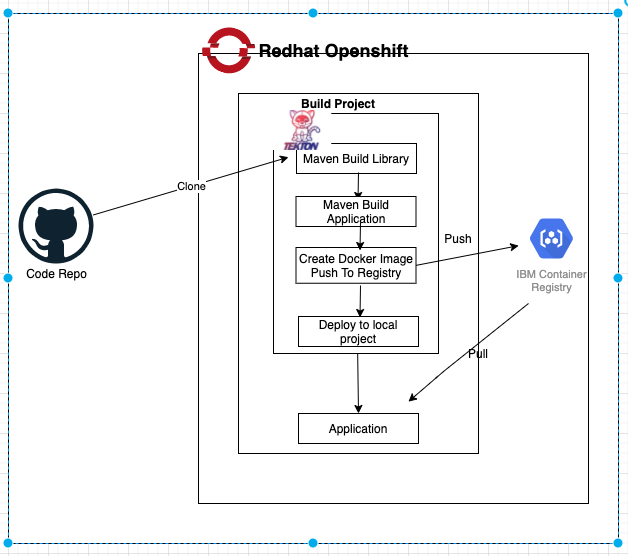 Redhat Openshift
Build Project
TEKTON
Maven Build Library
Clone
Maven Build
Application
Push
Create Docker Image
Push To Registry
Code Repo
IBM Container
Registry
Deploy to local
project
Pull
Application